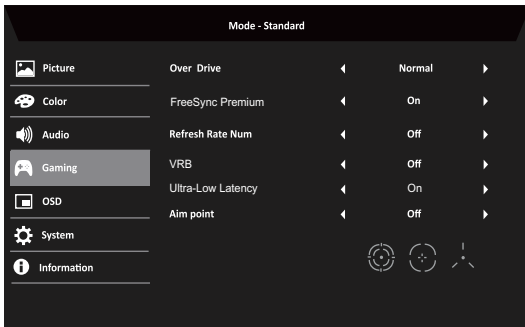 Mode - Standard
Picture
Color
Audio
Gaming
OSD
System
Information
Over Drive Normal
FreeSync Premium On
Refresh Rate Num Off
VRB Off
Ultra-Low Latency On
Aim point Off